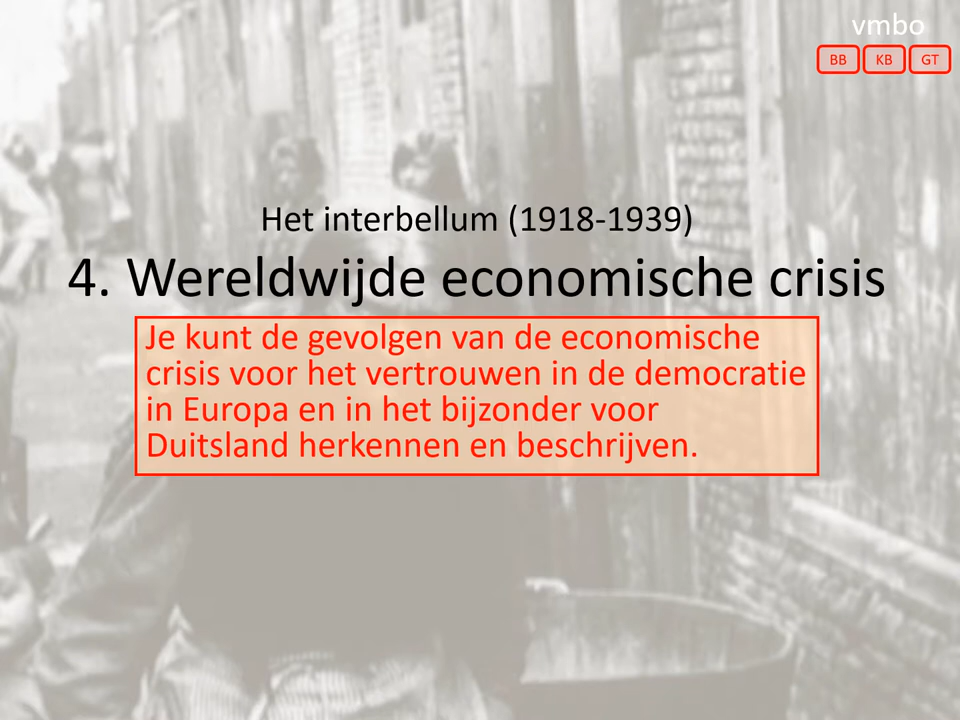 vmbo
BB KB GT
Het interbellum (1918-1939)
4. Wereldwijde economische crisis
Je kunt de gevolgen van de economische
crisis voor het vertrouwen in de democratie
in Europa en in het bijzonder voor
Duitsland herkennen en beschrijven.